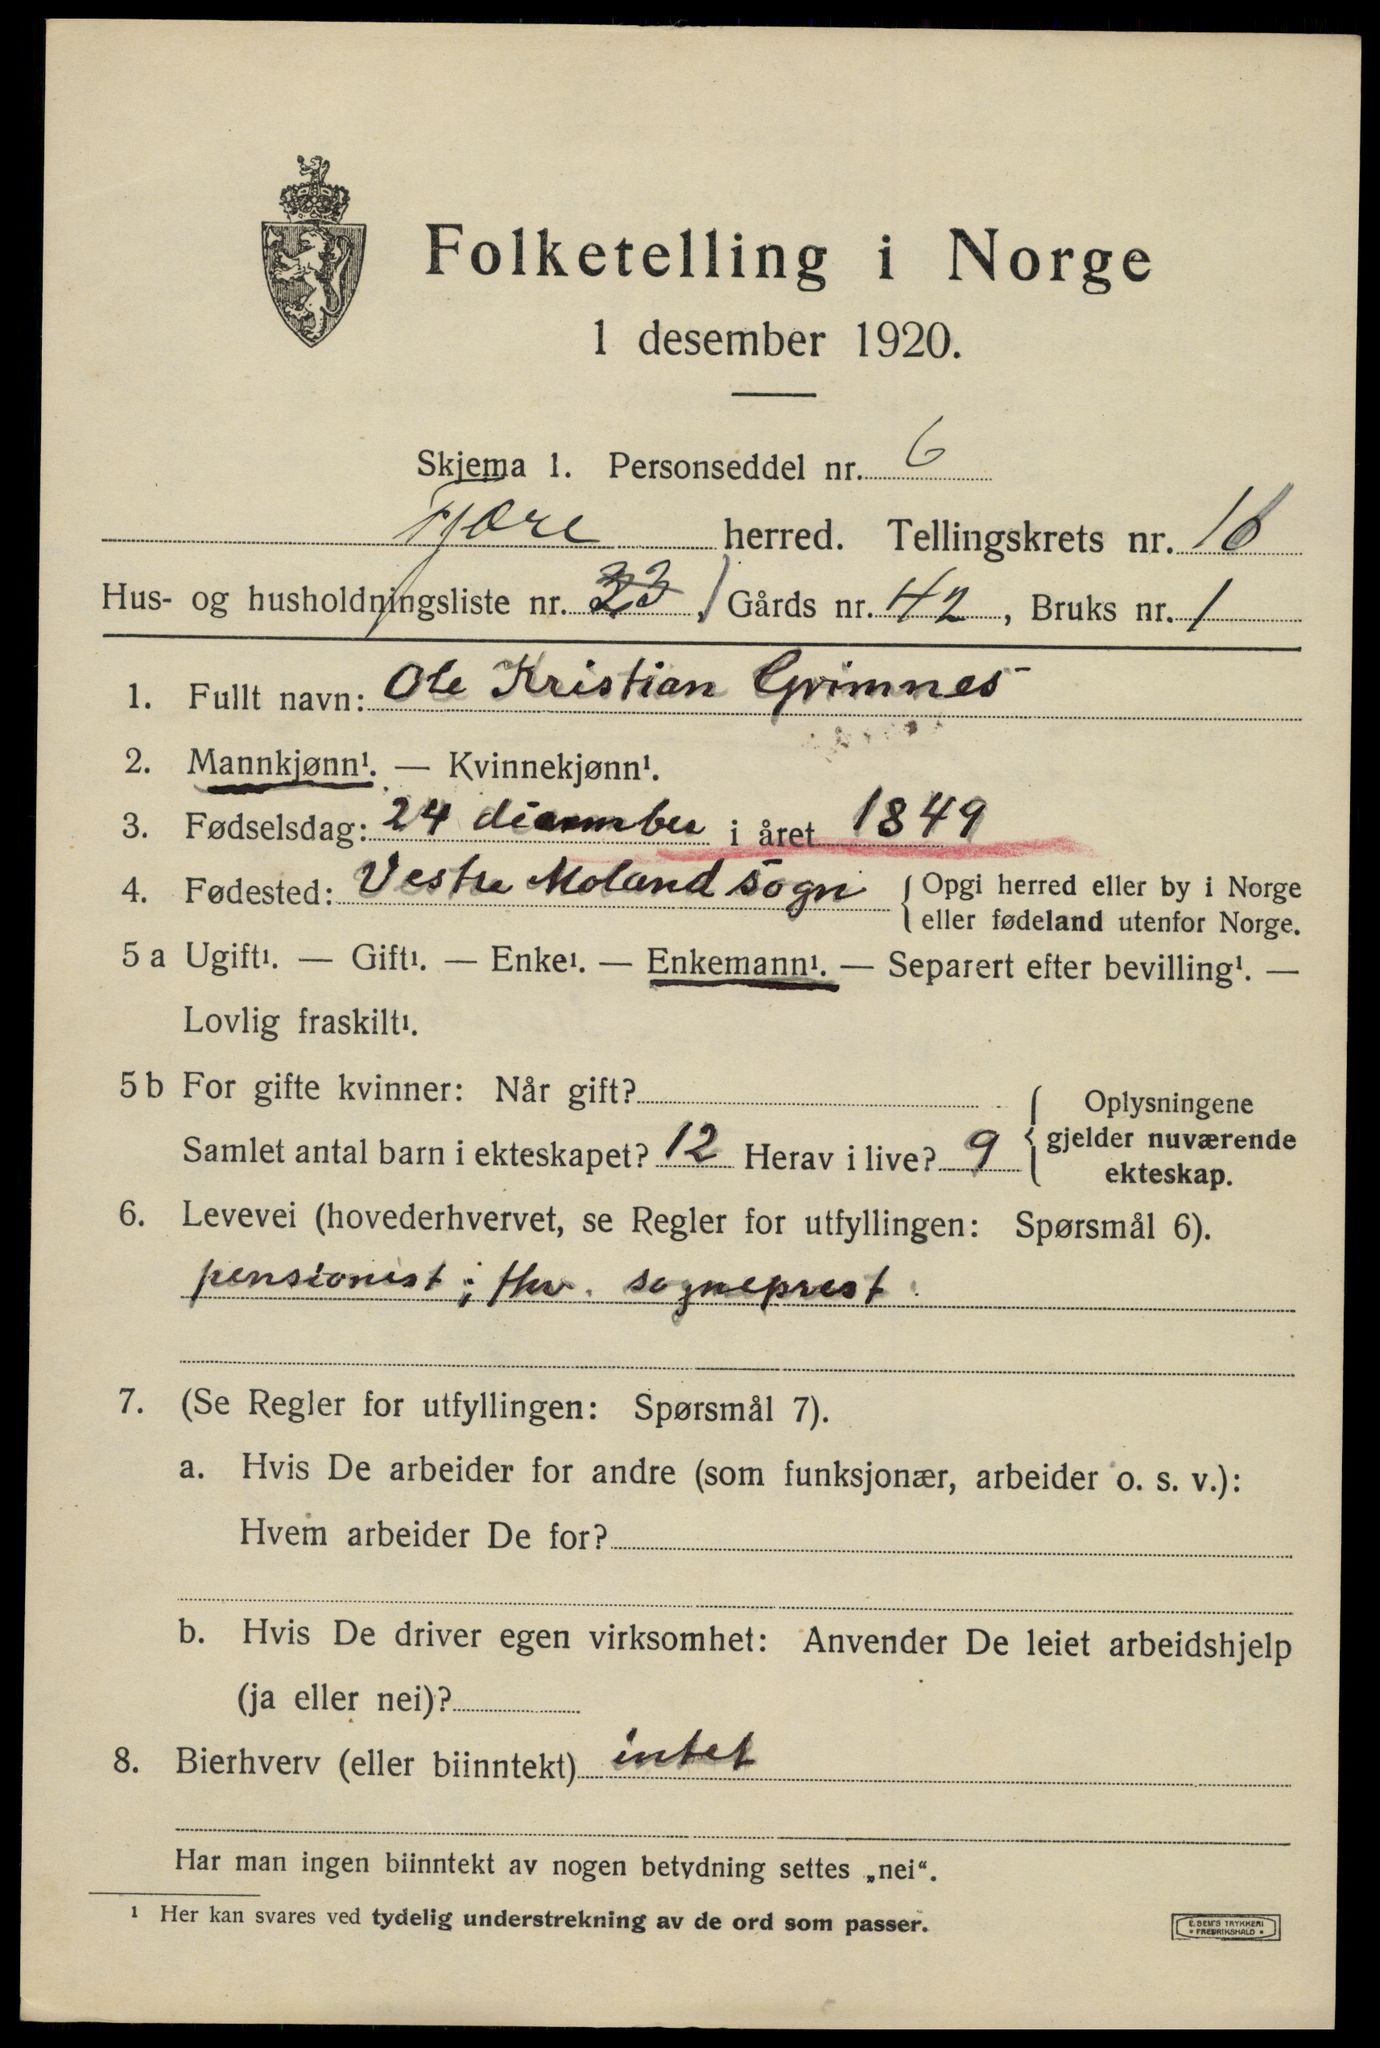 Folketelling i Norge
1 desember 1920.
Skjema 1. Personseddel nr. 6
Fjære herred. Tellingskrets nr. 16
Hus- og husholdningsliste nr. 33, Gårds nr. 42, Bruks nr. 1
1. Fullt navn: Ole Kristian Grimnes
2. Mannkjønn¹. — Kvinnekjønn¹.
3. Fødselsdag: 24 december i året 1849
4. Fødested: Vestre Moland sogn { Opgi herred eller by i Norge
eller fødeland utenfor Norge.
5 a Ugift¹. — Gift¹. — Enke¹. — Enkemann¹. — Separert efter bevilling¹. —
Lovlig fraskilt¹.
5 b For gifte kvinner: Når gift?
Samlet antal barn i ekteskapet? 12 Herav i live? 9
{ Oplysningene
gjelder nuværende
ekteskap.
6. Levevei (hovederhvervet, se Regler for utfyllingen: Spørsmål 6).
pensionist; fhv. sogneprest.
7. (Se Regler for utfyllingen: Spørsmål 7).
a. Hvis De arbeider for andre (som funksjonær, arbeider o. s. v.):
Hvem arbeider De for?
b. Hvis De driver egen virksomhet: Anvender De leiet arbeidshjelp
(ja eller nei)?
8. Bierhverv (eller biinntekt) intet
Har man ingen biinntekt av nogen betydning settes „nei“.
¹ Her kan svares ved tydelig understrekning av de ord som passer.
E. SEM'S TRYKKERI
* FREDRIKSHALD *